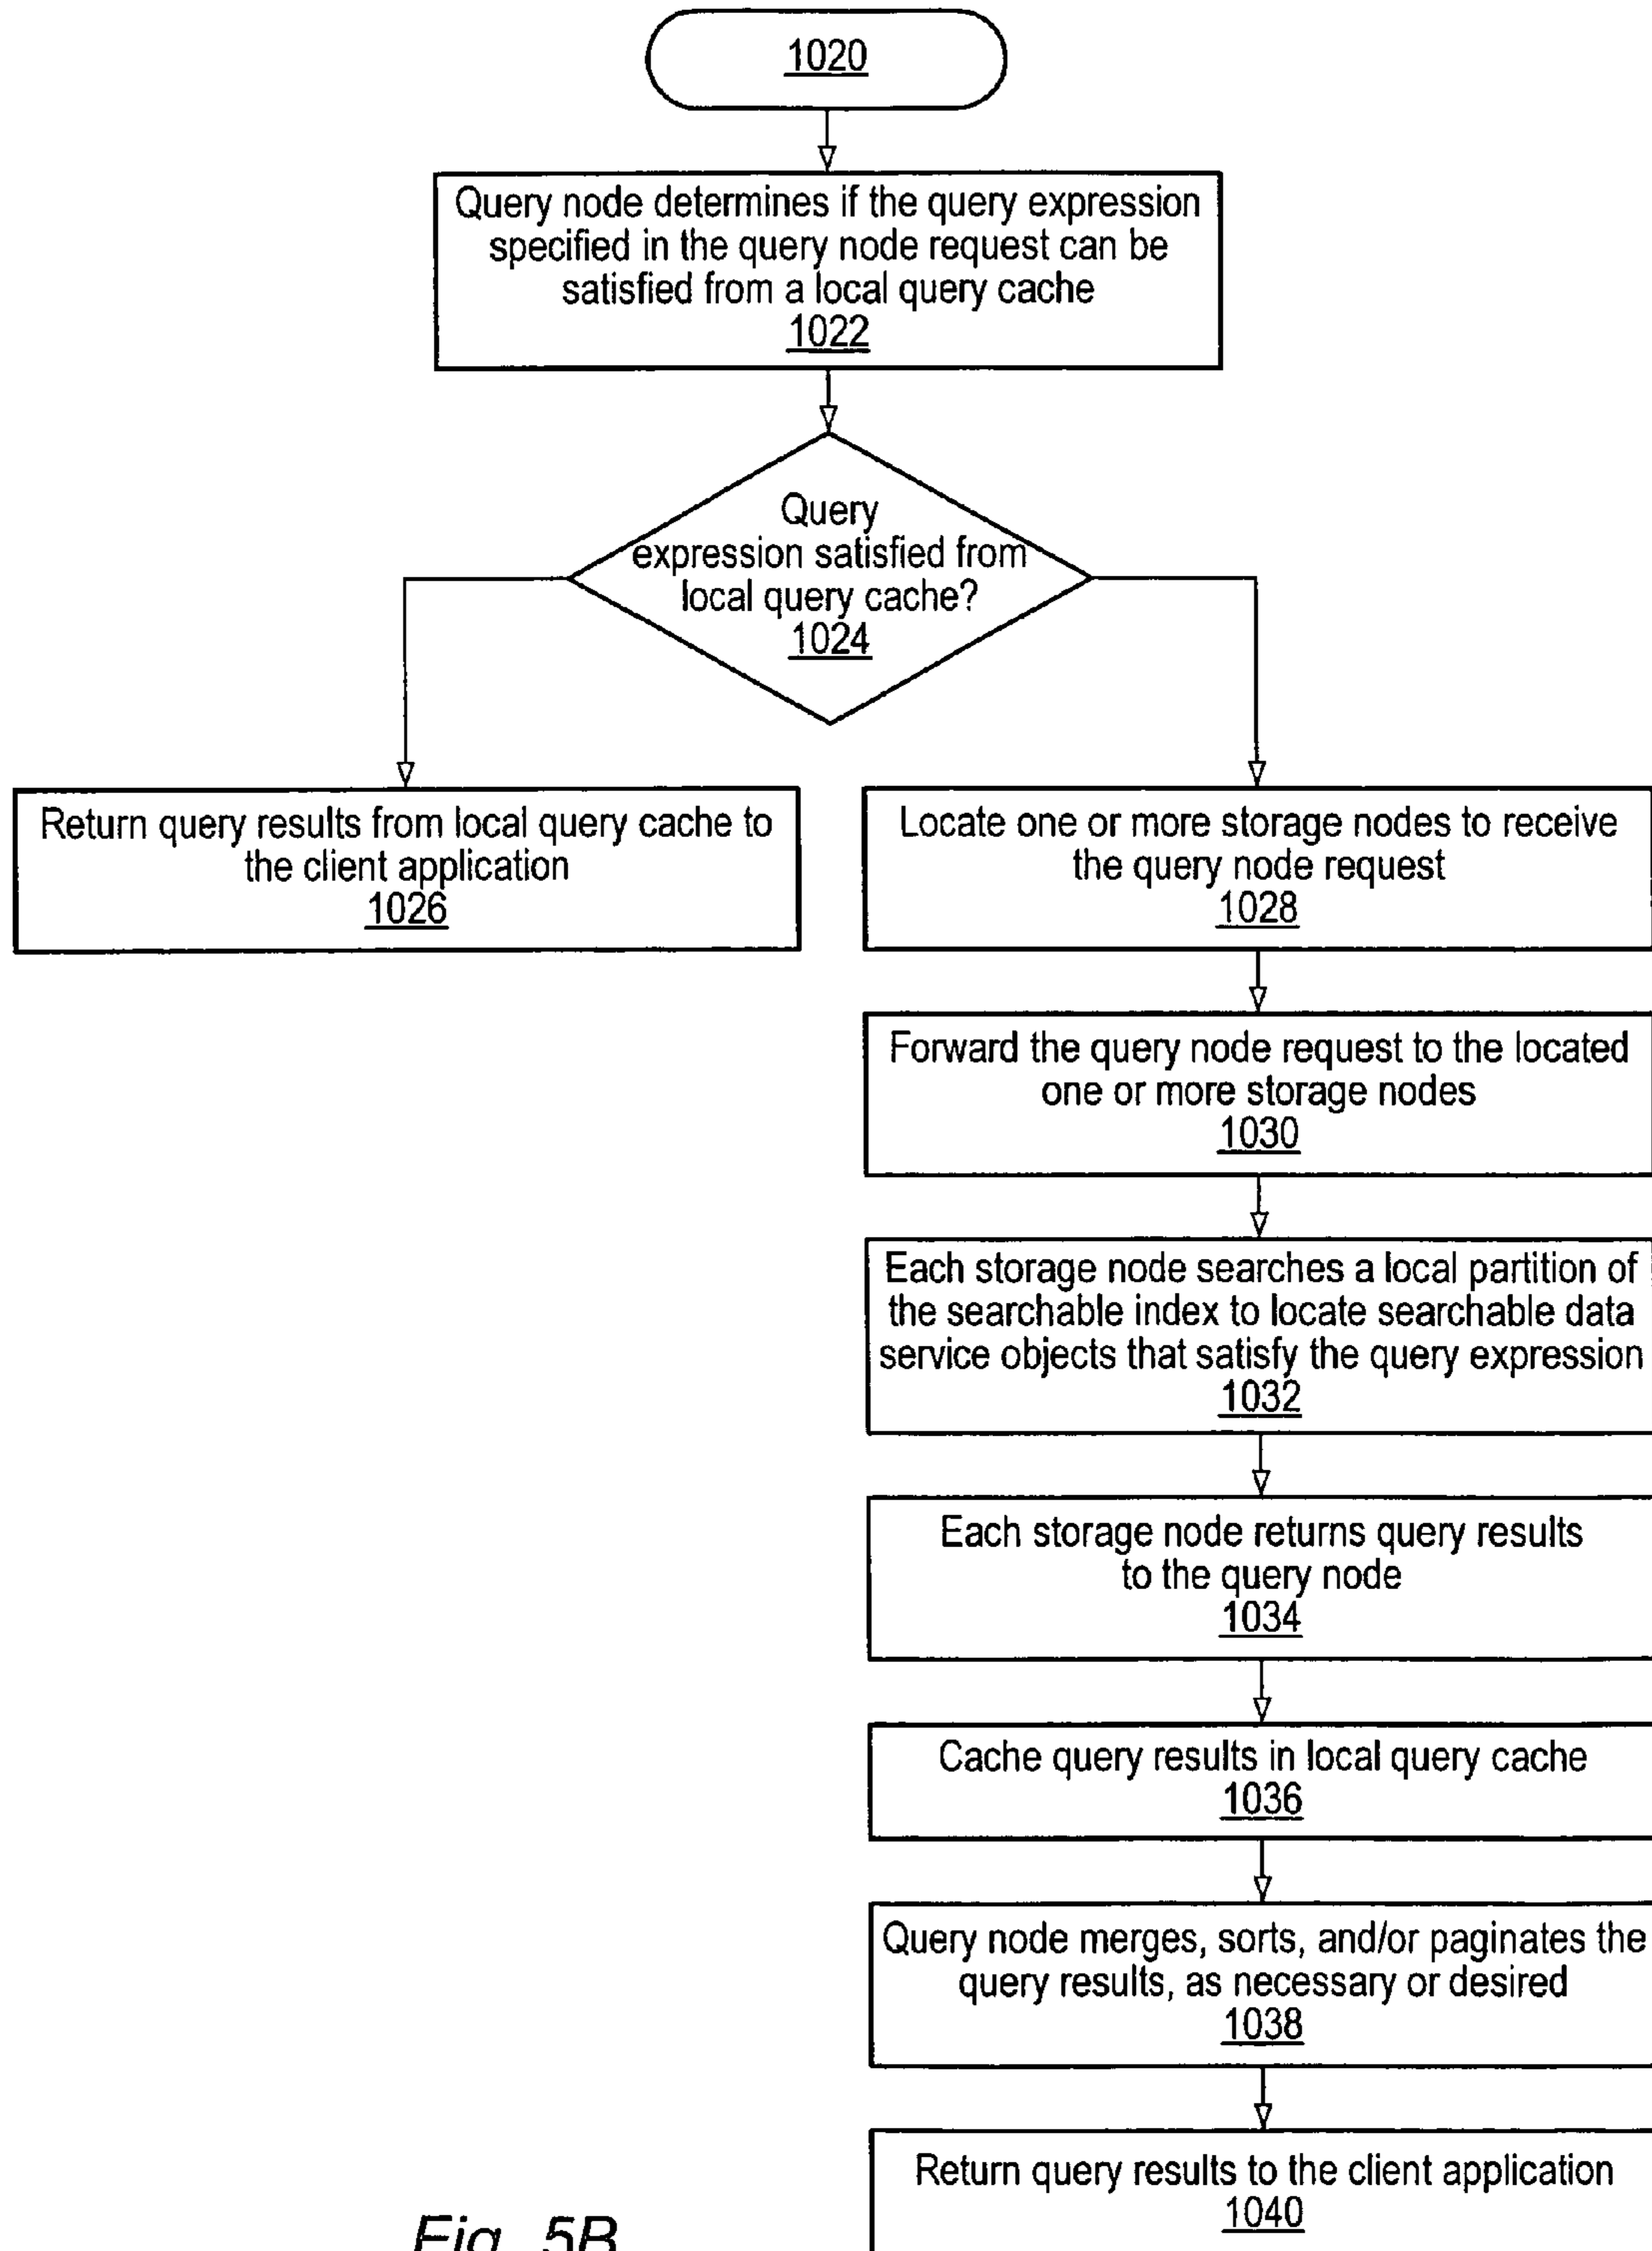 1020
Query node determines if the query expression
specified in the query node request can be
satisfied from a local query cache
1022
Query
expression satisfied from
local query cache?
1024
Return query results from local query cache to
the client application
1026
Locate one or more storage nodes to receive
the query node request
1028
Forward the query node request to the located
one or more storage nodes
1030
Each storage node searches a local partition of
the searchable index to locate searchable data
service objects that satisfy the query expression
1032
Each storage node returns query results
to the query node
1034
Cache query results in local query cache
1036
Query node merges, sorts, and/or paginates the
query results, as necessary or desired
1038
Return query results to the client application
1040
Fig. 5B